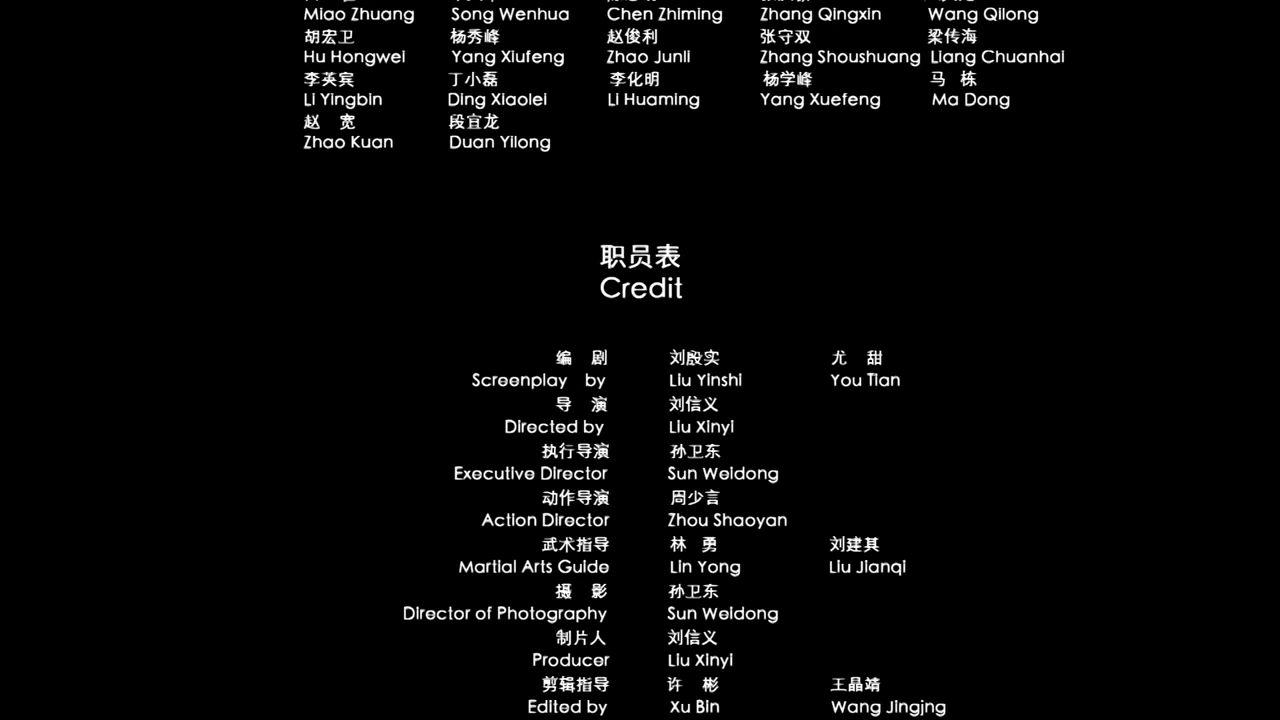 Miao Zhuang Song Wenhua Chen Zhiming Zhang Qingxin Wang Qilong
胡宏卫 杨秀峰 赵俊利 张守双 梁传海
Hu Hongwei Yang Xiufeng Zhao Junli Zhang Shoushuang Liang Chuanhai
李英宾 丁小磊 李化明 杨学峰 马 栋
Li Yingbin Ding Xiaolei Li Huaming Yang Xuefeng Ma Dong
赵 宽 段宜龙
Zhao Kuan Duan Yilong
职员表
Credit
编 剧 刘殷实 尤 甜
Screenplay by Liu Yinshi You Tian
导 演 刘信义
Directed by Liu Xinyi
执行导演 孙卫东
Executive Director Sun Weidong
动作导演 周少言
Action Director Zhou Shaoyan
武术指导 林 勇 刘建其
Martial Arts Guide Lin Yong Liu Jianqi
摄 影 孙卫东
Director of Photography Sun Weidong
制片人 刘信义
Producer Liu Xinyi
剪辑指导 许 彬 王晶靖
Edited by Xu Bin Wang Jingjng